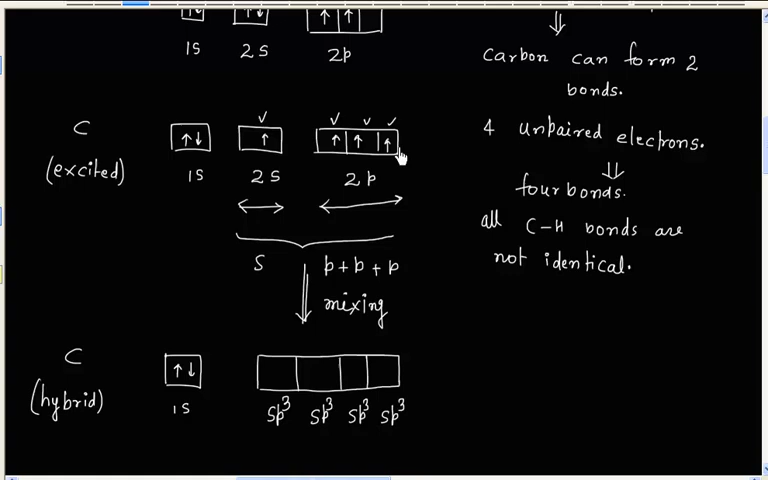 ↑↓ ↑↓ ↑ ↑
1s 2s 2p
⇓
carbon can form 2
bonds.
C
(excited)
✓ ✓ ✓ ✓
↑↓ ↑ ↑ ↑ ↑
1s 2s 2p
4 unpaired electrons.
⇓
four bonds.
all C-H bonds are
not identical.
s p+p+p
mixing
C
(hybrid)
↑↓
1s sp³ sp³ sp³ sp³